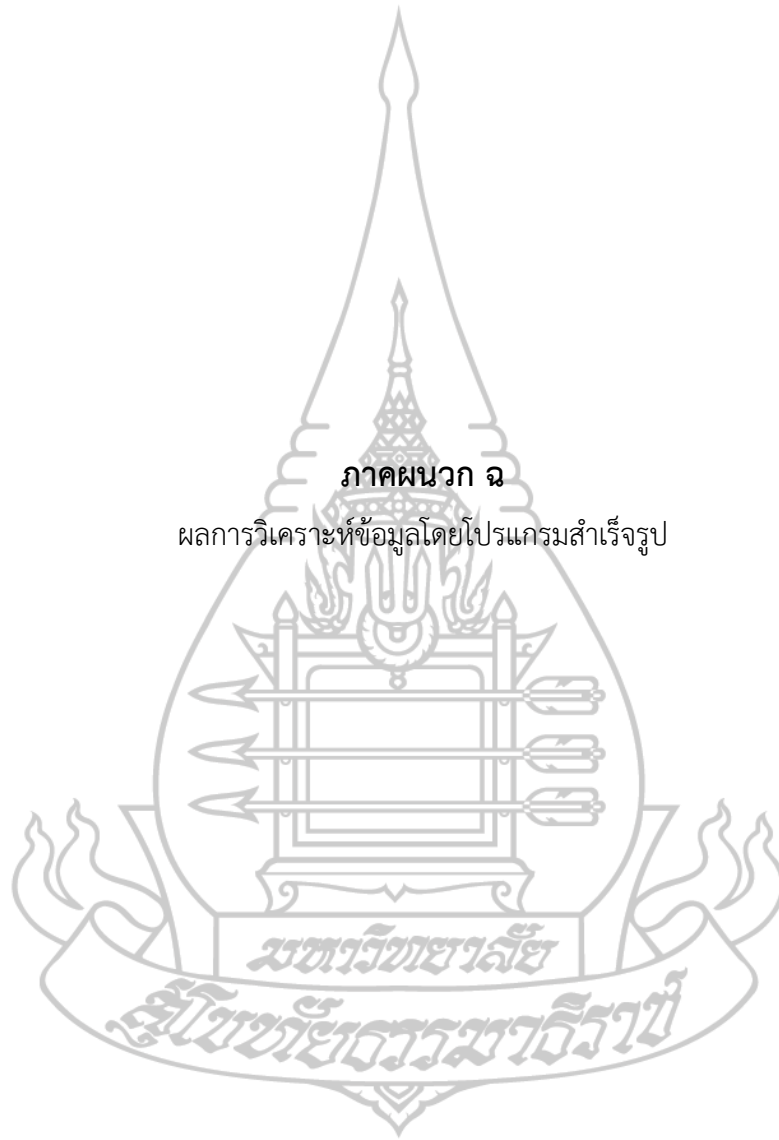 ภาคผนวก ฉ
ผลการวิเคราะห์ข้อมูลโดยโปรแกรมสำเร็จรูป
มหาวิทยาลัย
สุโขทัยธรรมาธิราช